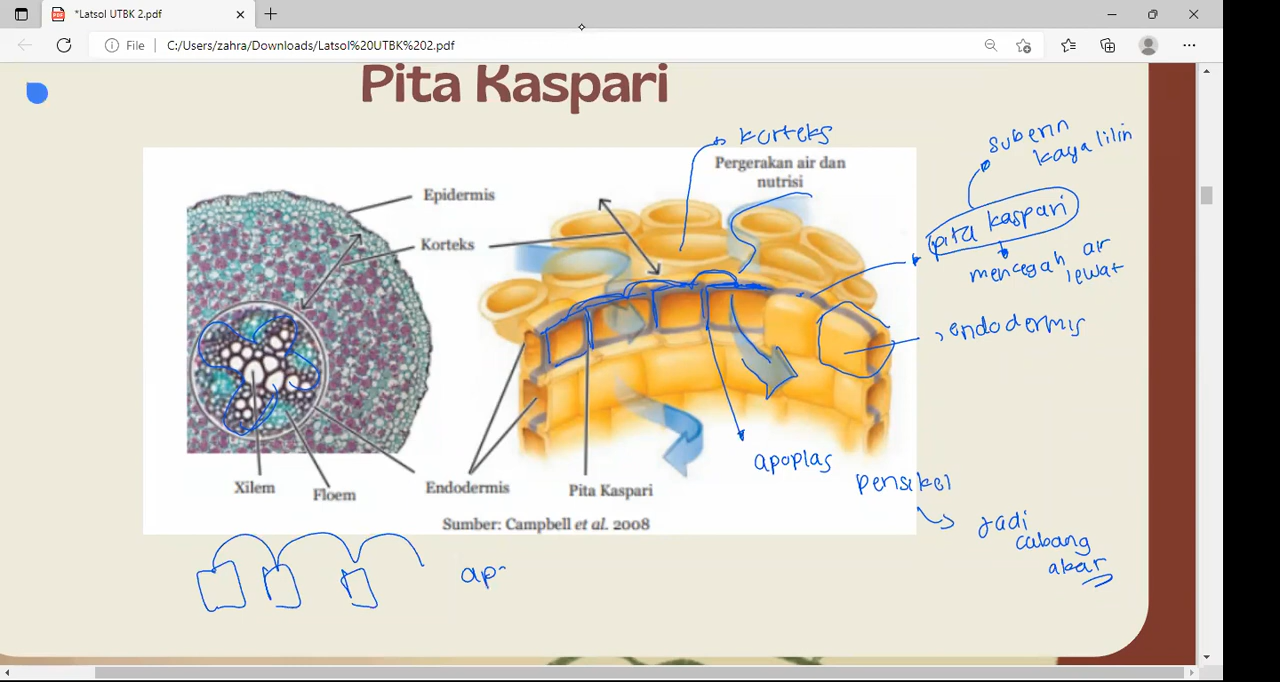 *Latsol UTBK 2.pdf
File
C:/Users/zahra/Downloads/Latsol%20UTBK%202.pdf
Pita Kaspari
korteks
Pergerakan air dan
nutrisi
suberin
kaya lilin
Epidermis
Korteks
pita kaspari
mencegah air
lewat
endodermis
apoplas
perisikel
Xilem
Floem
Endodermis
Pita Kaspari
Sumber: Campbell et al. 2008
jadi
cabang
akar
ap